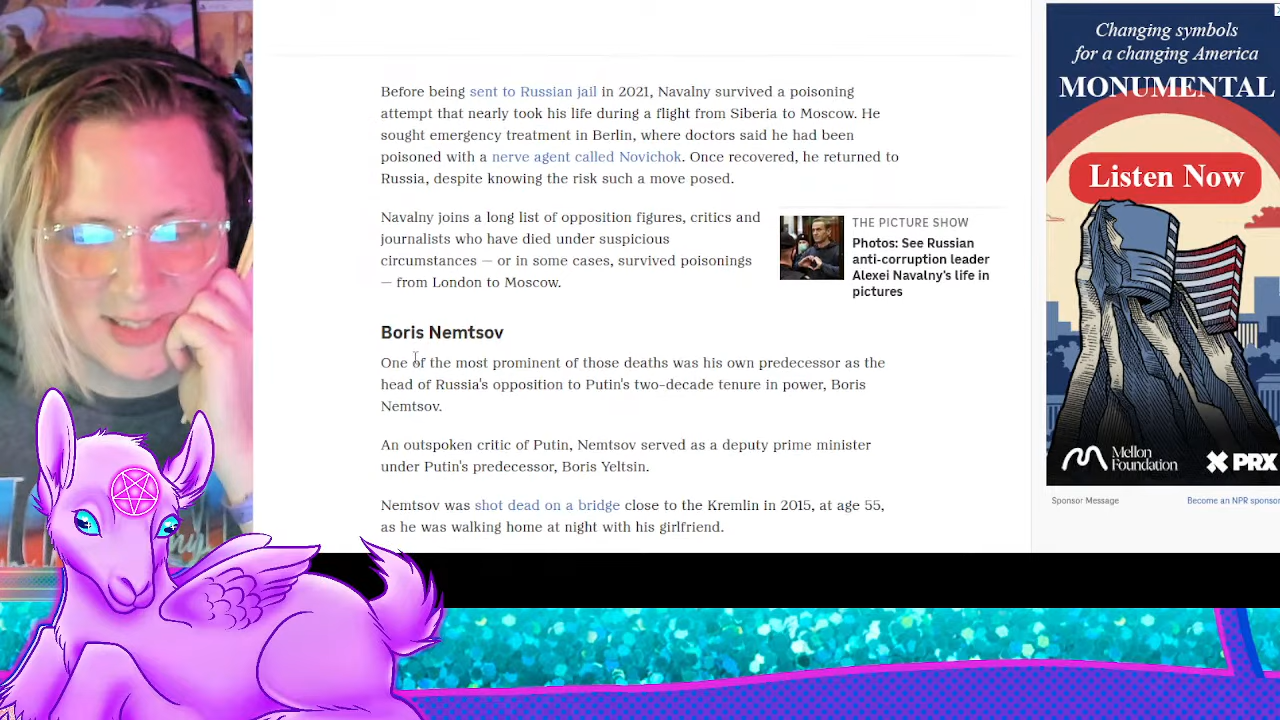 Before being sent to Russian jail in 2021, Navalny survived a poisoning
attempt that nearly took his life during a flight from Siberia to Moscow. He
sought emergency treatment in Berlin, where doctors said he had been
poisoned with a nerve agent called Novichok. Once recovered, he returned to
Russia, despite knowing the risk such a move posed.
Navalny joins a long list of opposition figures, critics and
journalists who have died under suspicious
circumstances — or in some cases, survived poisonings
— from London to Moscow.
THE PICTURE SHOW
Photos: See Russian
anti-corruption leader
Alexei Navalny's life in
pictures
Boris Nemtsov
One of the most prominent of those deaths was his own predecessor as the
head of Russia's opposition to Putin's two-decade tenure in power, Boris
Nemtsov.
An outspoken critic of Putin, Nemtsov served as a deputy prime minister
under Putin's predecessor, Boris Yeltsin.
Nemtsov was shot dead on a bridge close to the Kremlin in 2015, at age 55,
as he was walking home at night with his girlfriend.
Changing symbols
for a changing America
MONUMENTAL
Listen Now
Mellon
Foundation
PRX
Sponsor Message
Become an NPR sponsor